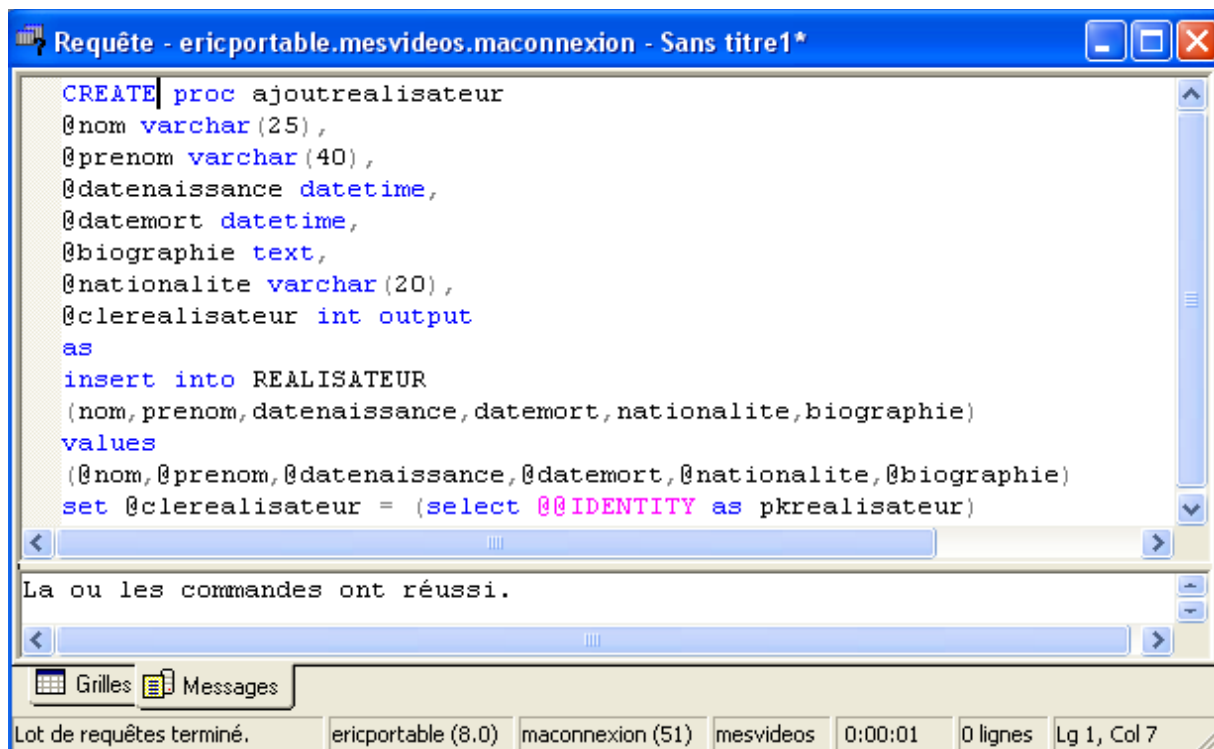 Requête - ericportable.mesvideos.maconnexion - Sans titre1*
CREATE proc ajoutrealisateur
@nom varchar(25),
@prenom varchar(40),
@datenaissance datetime,
@datemort datetime,
@biographie text,
@nationalite varchar(20),
@clerealisateur int output
as
insert into REALISATEUR
(nom,prenom,datenaissance,datemort,nationalite,biographie)
values
(@nom,@prenom,@datenaissance,@datemort,@nationalite,@biographie)
set @clerealisateur = (select @@IDENTITY as pkrealisateur)
La ou les commandes ont réussi.
Grilles Messages
Lot de requêtes terminé. ericportable (8.0) maconnexion (51) mesvideos 0:00:01 0 lignes Lg 1, Col 7